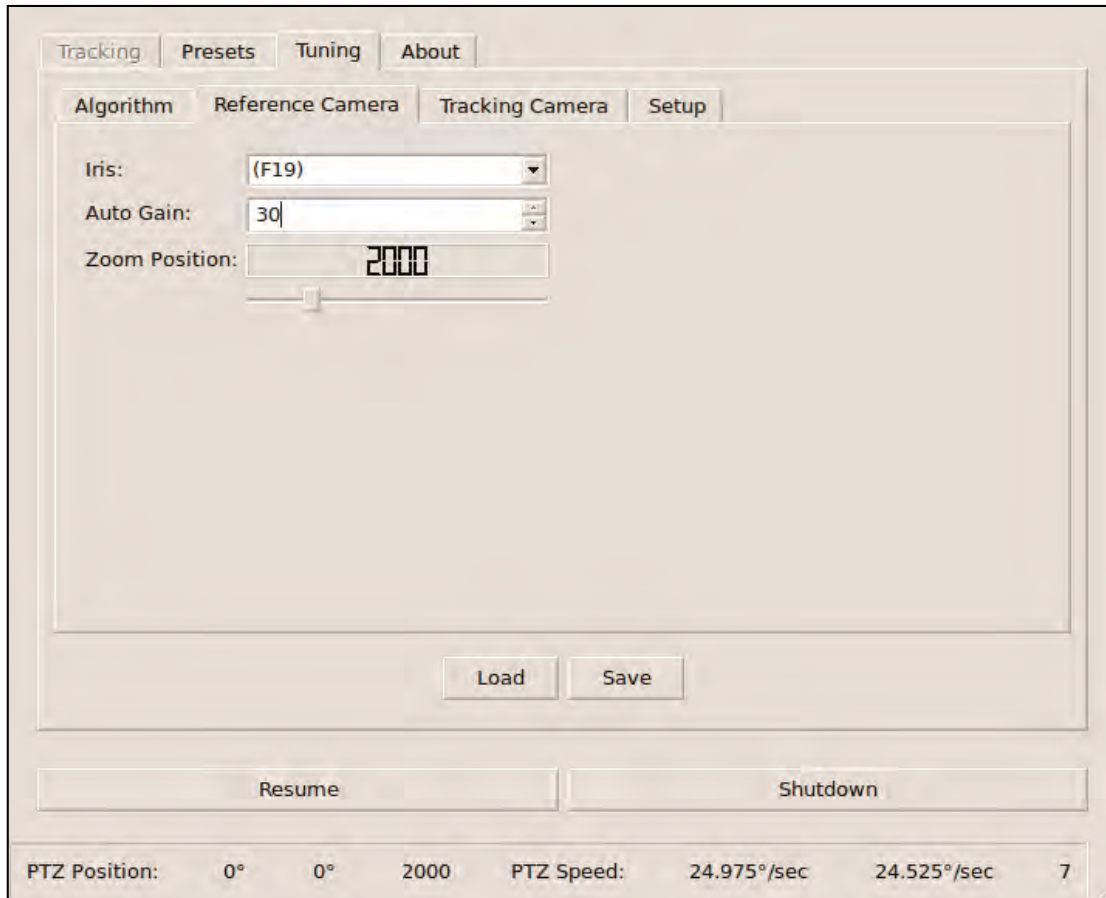 Tracking Presets Tuning About
Algorithm Reference Camera Tracking Camera Setup
Iris: (F19)
Auto Gain: 30
Zoom Position: 2000
Load Save
Resume Shutdown
PTZ Position: 0° 0° 2000 PTZ Speed: 24.975°/sec 24.525°/sec 7